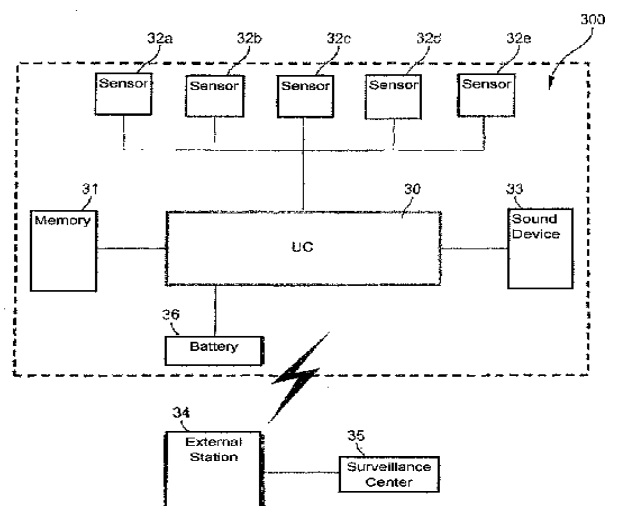 300
32a 32b 32c 32d 32e
Sensor Sensor Sensor Sensor Sensor
31 30 33
Memory
UC
Sound
Device
36
Battery
34
External
Station
35
Surveillance
Center